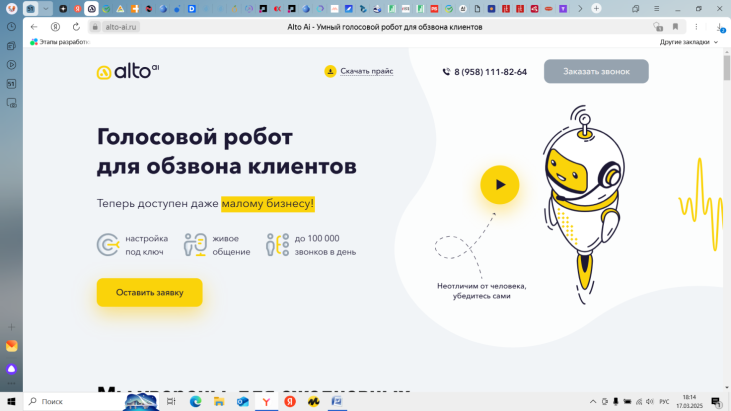 alto-ai.ru
Alto Ai - Умный голосовой робот для обзвона клиентов
Этапы разработк
Другие закладки
alto ai
Скачать прайс
8 (958) 111-82-64
Заказать звонок
Голосовой робот
для обзвона клиентов
Теперь доступен даже малому бизнесу!
настройка
под ключ
живое
общение
до 100 000
звонков в день
Оставить заявку
Неотличим от человека,
убедитесь сами
Поиск
РУС
18:14
17.03.2025